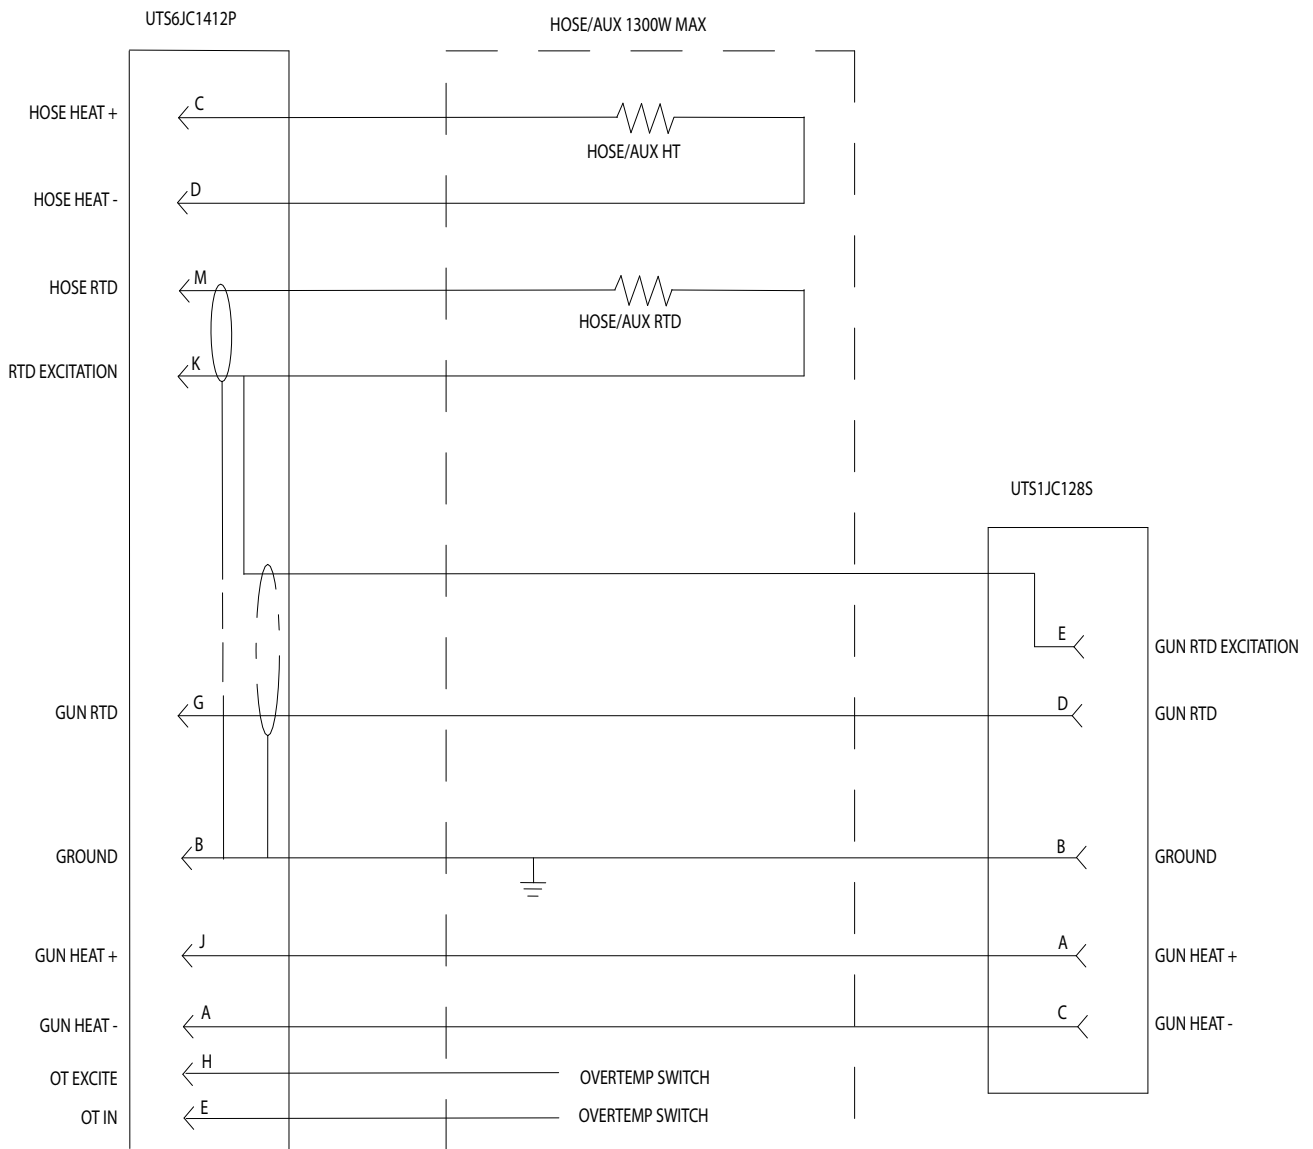 UTS6JC1412P
HOSE/AUX 1300W MAX
HOSE HEAT +
C
HOSE/AUX HT
HOSE HEAT -
D
HOSE RTD
M
HOSE/AUX RTD
RTD EXCITATION
K
UTS1JC128S
E
GUN RTD EXCITATION
GUN RTD
G
D
GUN RTD
GROUND
B
B
GROUND
GUN HEAT +
J
A
GUN HEAT +
GUN HEAT -
A
C
GUN HEAT -
OT EXCITE
H
OVERTEMP SWITCH
OT IN
E
OVERTEMP SWITCH